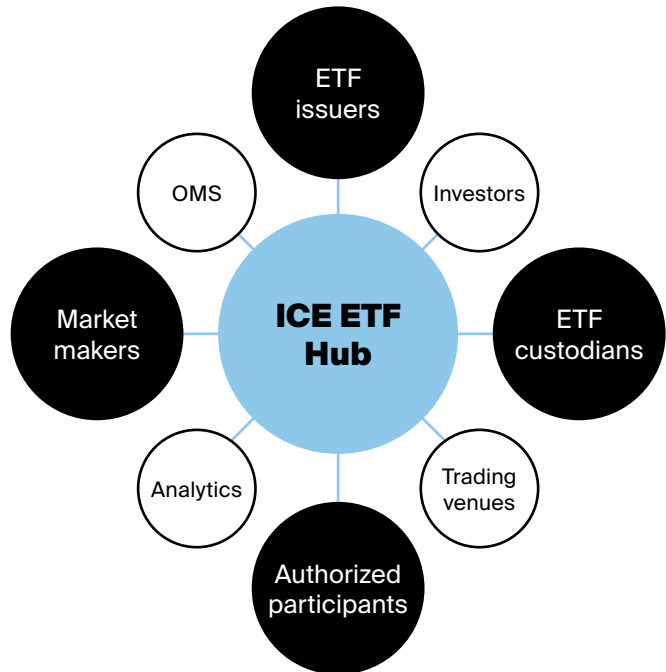 ETF
issuers
OMS
Investors
Market
makers
ICE ETF
Hub
ETF
custodians
Analytics
Trading
venues
Authorized
participants